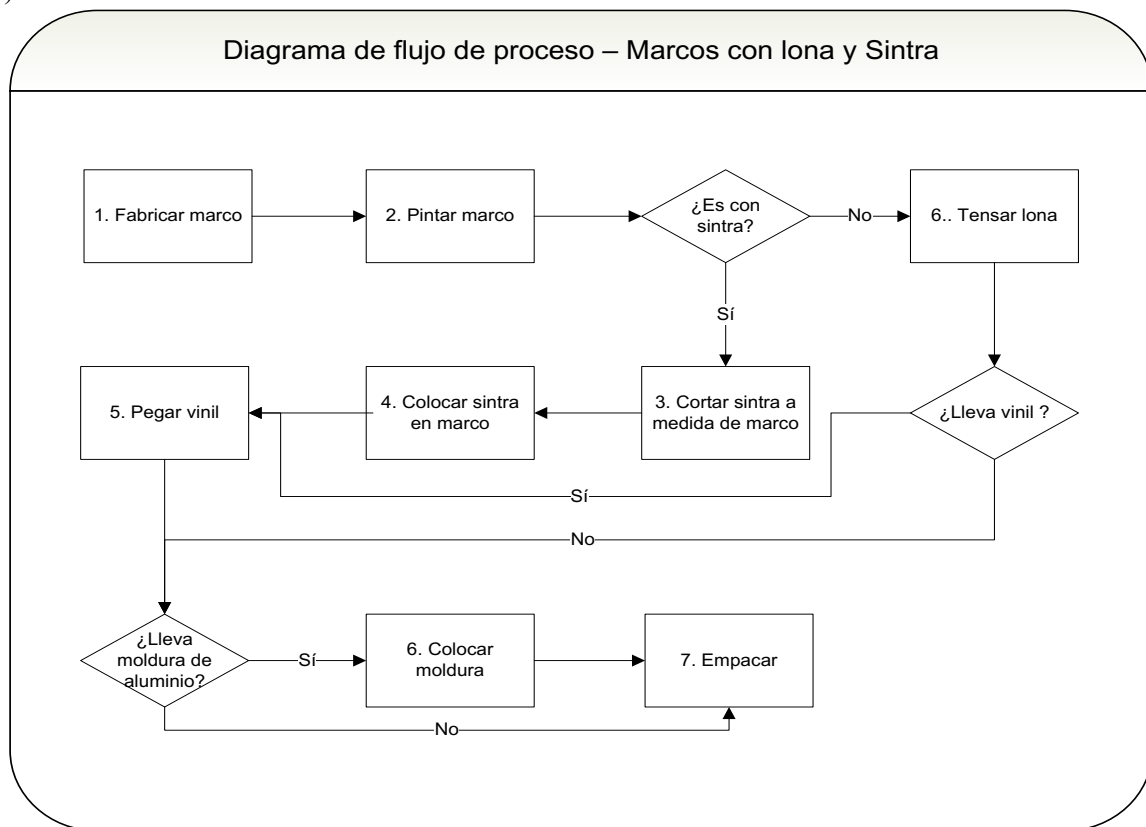 )
Diagrama de flujo de proceso – Marcos con lona y Sintra
1. Fabricar marco
2. Pintar marco
¿Es con
sintra?
No
6.. Tensar lona
Sí
5. Pegar vinil
4. Colocar sintra
en marco
3. Cortar sintra a
medida de marco
¿Lleva vinil ?
Sí
No
¿Lleva
moldura de
aluminio?
Sí
6. Colocar
moldura
7. Empacar
No